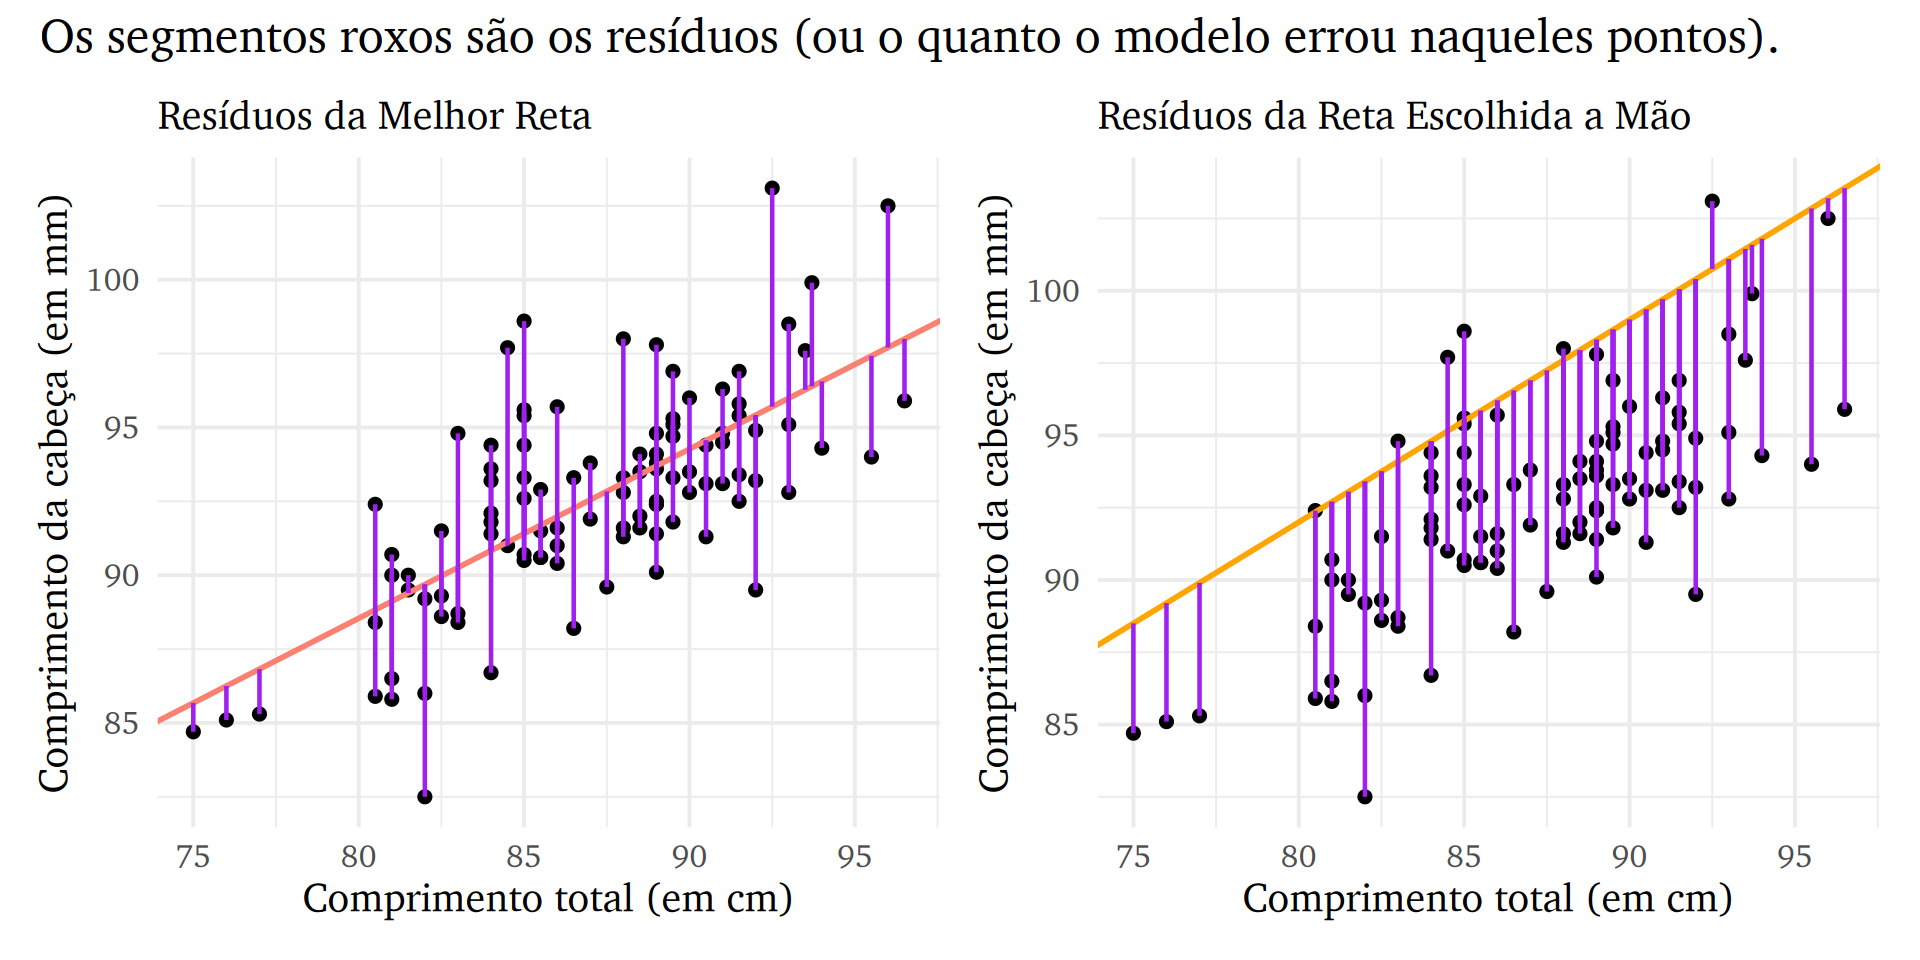 Os segmentos roxos são os resíduos (ou o quanto o modelo errou naqueles pontos).
Resíduos da Melhor Reta
Comprimento da cabeça (em mm)
100
95
90
85
75 80 85 90 95
Comprimento total (em cm)
Resíduos da Reta Escolhida a Mão
Comprimento da cabeça (em mm)
100
95
90
85
75 80 85 90 95
Comprimento total (em cm)